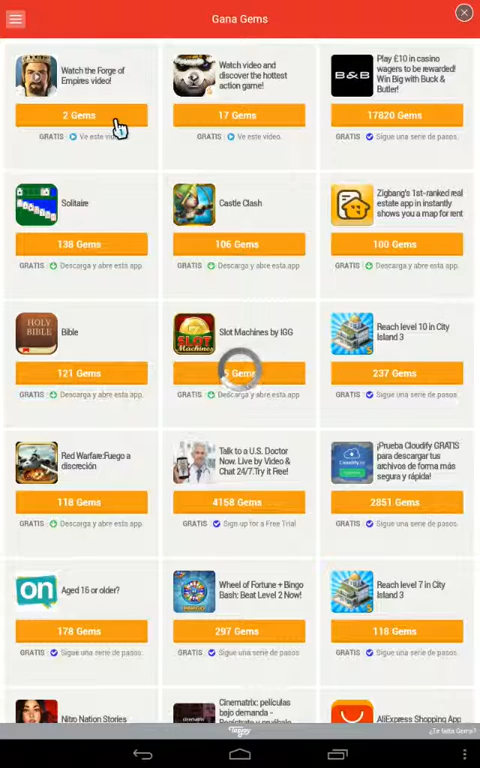 Gana Gems
Watch the Forge of
Empires video!
2 Gems
GRATIS
Watch video and
discover the hottest
action game!
17 Gems
GRATIS Ve este video.
Play £10 in casino
wagers to be rewarded!
Win Big with Buck &
Butler!
B&B
17820 Gems
GRATIS Sigue una serie de pasos.
Solitaire
138 Gems
GRATIS Descarga y abre esta app.
Castle Clash
106 Gems
GRATIS Descarga y abre esta app
Zigbang's 1st-ranked real
estate app in instantly
shows you a map for rent
100 Gems
GRATIS Descarga y abre esta app.
HOLY
BIBLE
Bible
121 Gems
GRATIS Descarga y abre esta app.
SLOT
Machines
Slot Machines by IGG
Gems
GRATIS Descarga y abre esta app.
Reach level 10 in City
Island 3
237 Gems
GRATIS Sigue una serie de pasos.
Red Warfare:Fuego a
discreción
118 Gems
GRATIS Descarga y abre esta app.
Talk to a U.S. Doctor
Now. Live by Video &
Chat 24/7.Try it Free!
4158 Gems
GRATIS Sign up for a Free Trial
¡Prueba Cloudify GRATIS
para descargar tus
archivos de forma más
segura y rápida!
2851 Gems
GRATIS Sigue una serie de pasos.
on
Aged 16 or older?
178 Gems
GRATIS Sigue una serie de pasos.
Wheel of Fortune + Bingo
Bash: Beat Level 2 Now!
297 Gems
GRATIS Sigue una serie de pasos
Reach level 7 in City
Island 3
118 Gems
GRATIS Sigue una serie de pasos.
Nitro Nation Stories
Cinematrix: películas
bajo demanda -
AliExpress Shopping App
¿Te falta Gems?